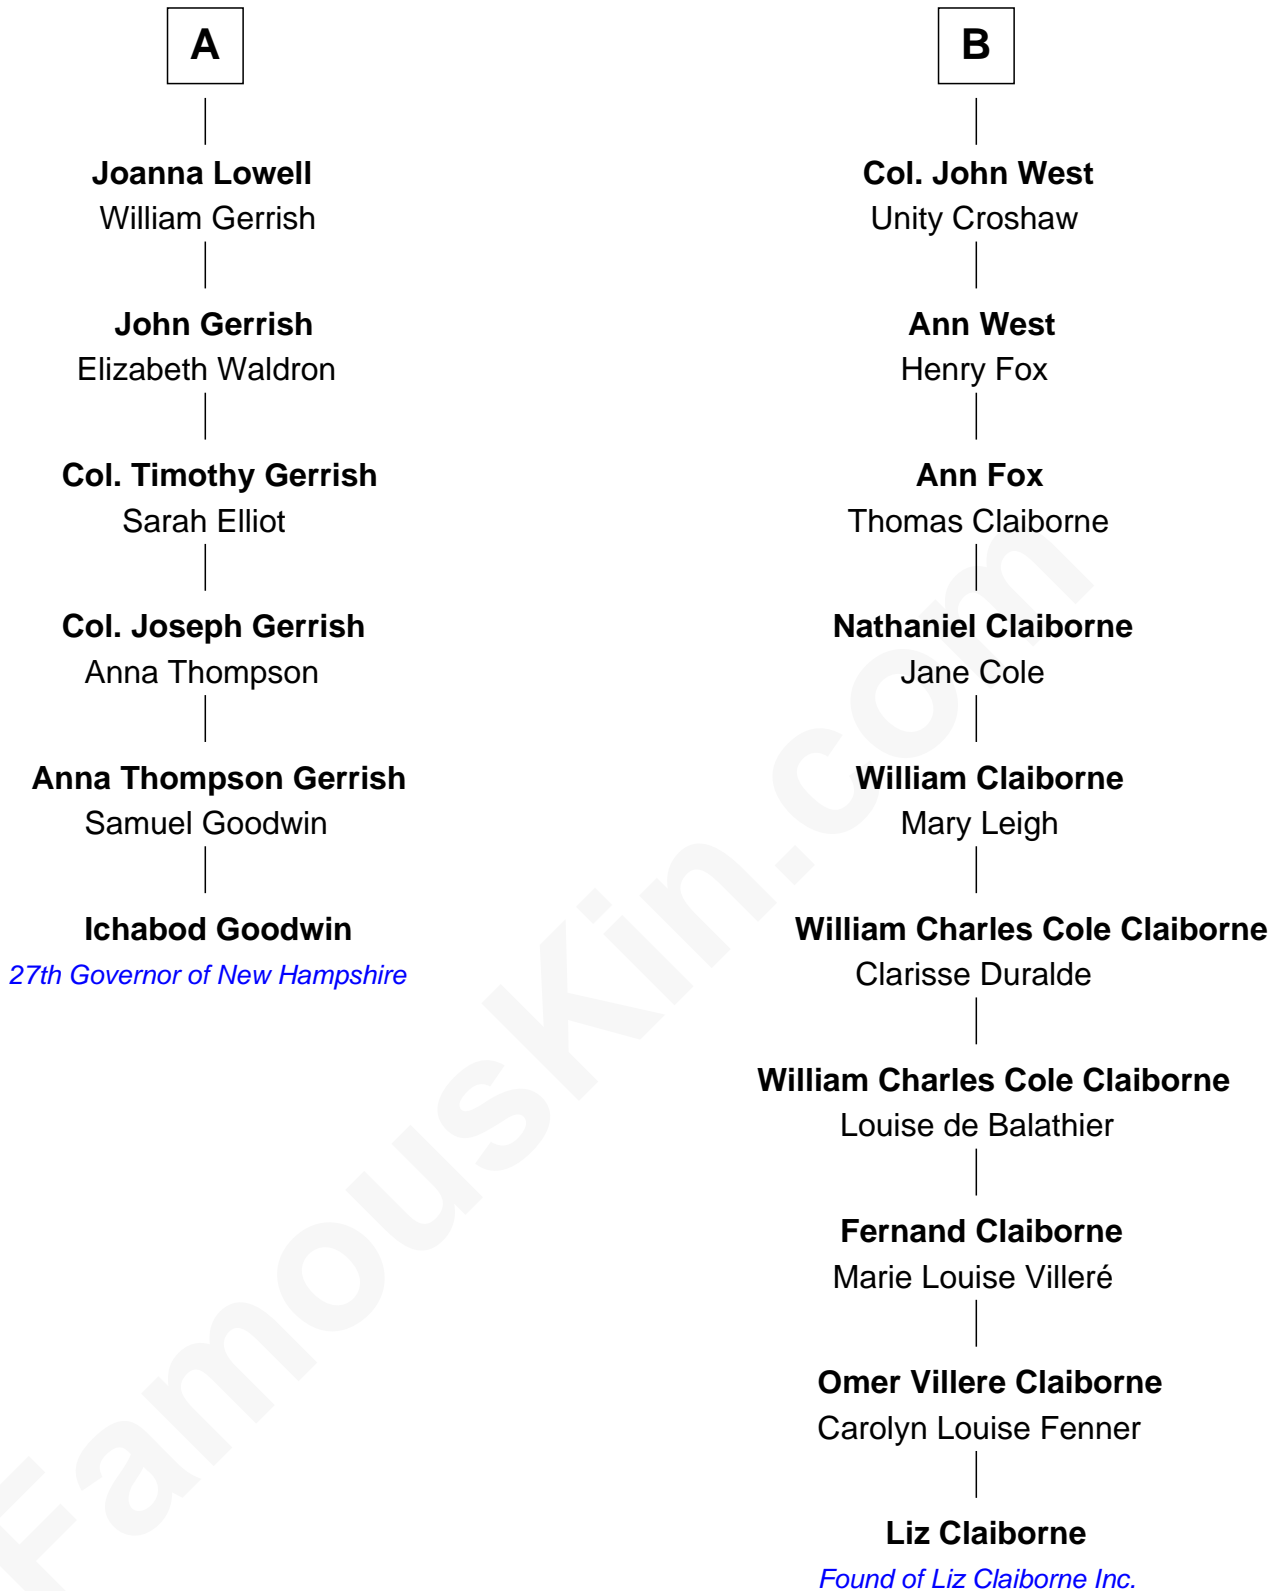 A
Joanna Lowell
William Gerrish
John Gerrish
Elizabeth Waldron
Col. Timothy Gerrish
Sarah Elliot
Col. Joseph Gerrish
Anna Thompson
Anna Thompson Gerrish
Samuel Goodwin
Ichabod Goodwin
27th Governor of New Hampshire
B
Col. John West
Unity Croshaw
Ann West
Henry Fox
Ann Fox
Thomas Claiborne
Nathaniel Claiborne
Jane Cole
William Claiborne
Mary Leigh
William Charles Cole Claiborne
Clarisse Duralde
William Charles Cole Claiborne
Louise de Balathier
Fernand Claiborne
Marie Louise Villeré
Omer Villere Claiborne
Carolyn Louise Fenner
Liz Claiborne
Found of Liz Claiborne Inc.
FamousKin.com